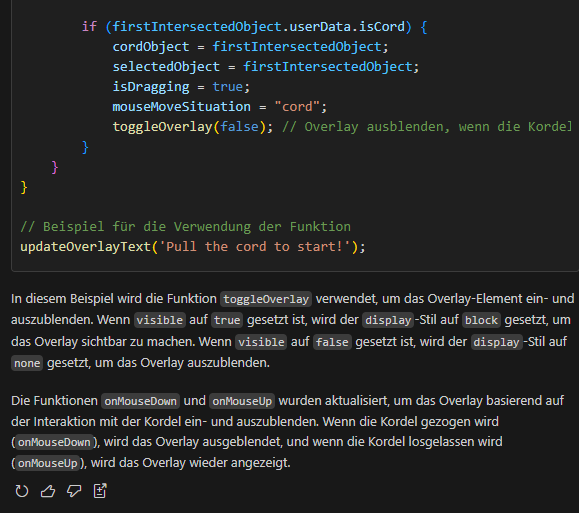 if (firstIntersectedObject.userData.isCord) {
cordObject = firstIntersectedObject;
selectedObject = firstIntersectedObject;
isDragging = true;
mouseMoveSituation = "cord";
toggleOverlay(false); // Overlay ausblenden, wenn die Kordel
}
}
}
// Beispiel für die Verwendung der Funktion
updateOverlayText('Pull the cord to start!');
In diesem Beispiel wird die Funktion toggleOverlay verwendet, um das Overlay-Element ein- und
auszublenden. Wenn visible auf true gesetzt ist, wird der display-Stil auf block gesetzt, um
das Overlay sichtbar zu machen. Wenn visible auf false gesetzt ist, wird der display-Stil auf
none gesetzt, um das Overlay auszublenden.
Die Funktionen onMouseDown und onMouseUp wurden aktualisiert, um das Overlay basierend auf
der Interaktion mit der Kordel ein- und auszublenden. Wenn die Kordel gezogen wird
(onMouseDown), wird das Overlay ausgeblendet, und wenn die Kordel losgelassen wird
(onMouseUp), wird das Overlay wieder angezeigt.